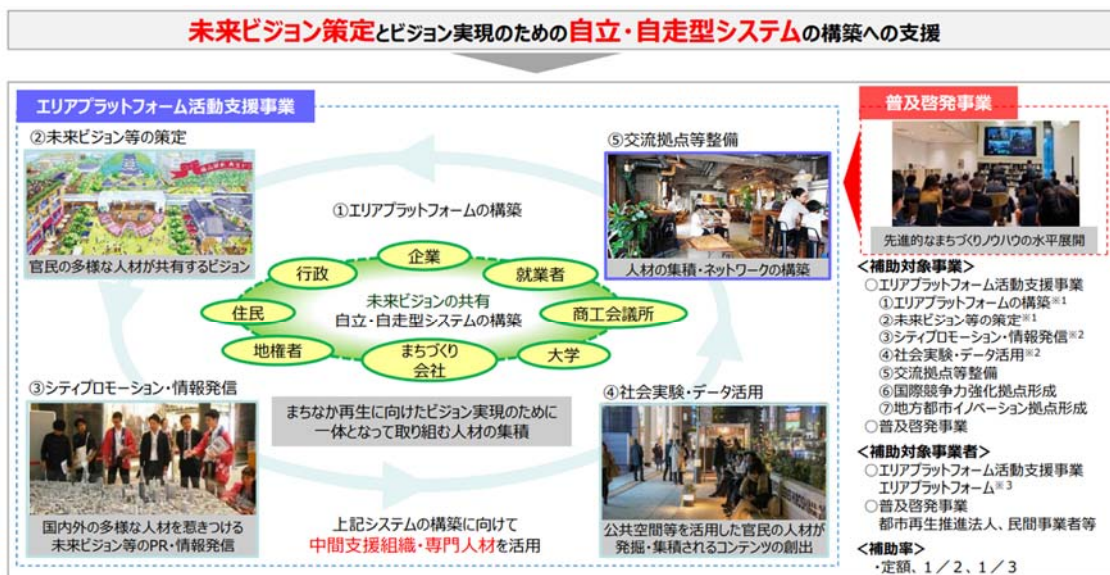 未来ビジョン策定とビジョン実現のための自立・自走型システムの構築への支援
エリアプラットフォーム活動支援事業
②未来ビジョン等の策定
官民の多様な人材が共有するビジョン
①エリアプラットフォームの構築
⑤交流拠点等整備
人材の集積・ネットワークの構築
企業
行政
就業者
住民
商工会議所
地権者
まちづくり
会社
大学
未来ビジョンの共有
自立・自走型システムの構築
③シティプロモーション・情報発信
国内外の多様な人材を惹きつける
未来ビジョン等のPR・情報発信
まちなか再生に向けたビジョン実現のために
一体となって取り組む人材の集積
上記システムの構築に向けて
中間支援組織・専門人材を活用
④社会実験・データ活用
公共空間等を活用した官民の人材が
発掘・集積されるコンテンツの創出
普及啓発事業
先進的なまちづくりノウハウの水平展開
＜補助対象事業＞
○エリアプラットフォーム活動支援事業
①エリアプラットフォームの構築※1
②未来ビジョン等の策定※1
③シティプロモーション・情報発信※2
④社会実験・データ活用※2
⑤交流拠点等整備
⑥国際競争力強化拠点形成
⑦地方都市イノベーション拠点形成
○普及啓発事業
＜補助対象事業者＞
○エリアプラットフォーム活動支援事業
エリアプラットフォーム※3
○普及啓発事業
都市再生推進法人、民間事業者等
＜補助率＞
・定額、１／２、１／３